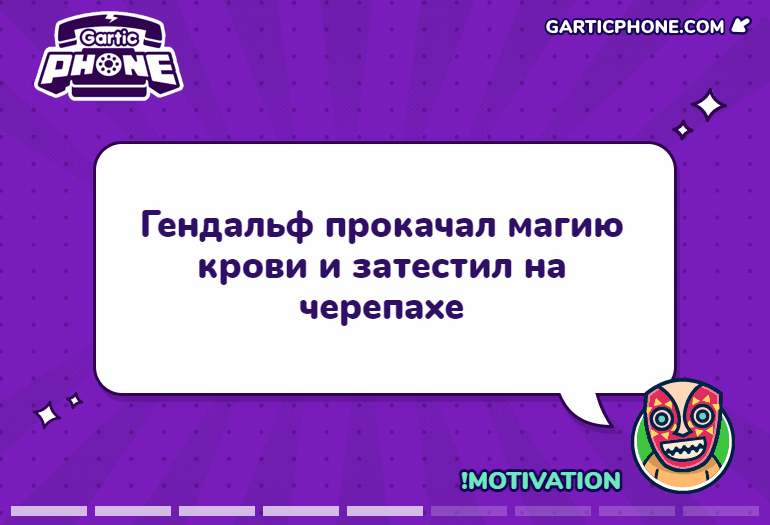 Gartic
PHONE
GARTICPHONE.COM
Гендальф прокачал магию
крови и затестил на
черепахе
!MOTIVATION